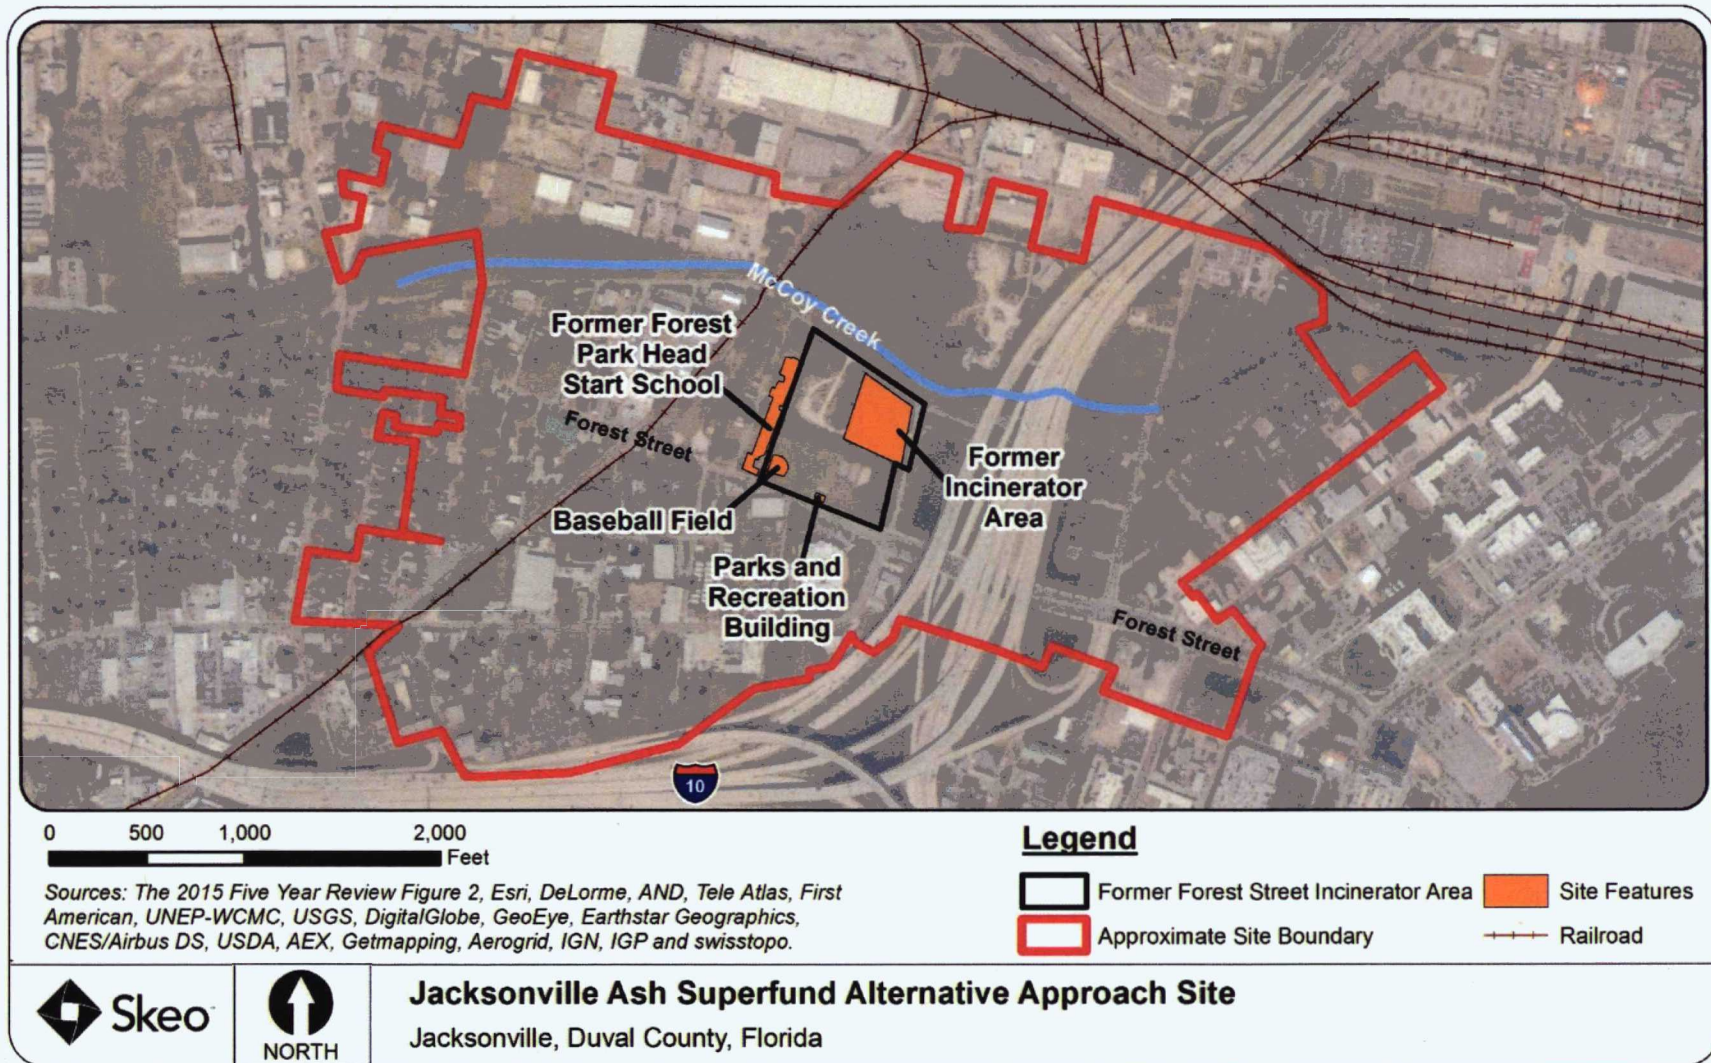 McCoy Creek
Former Forest
Park Head
Start School
Forest Street
Baseball Field
Parks and
Recreation
Building
Former
Incinerator
Area
Forest Street
10
0 500 1,000 2,000
Feet
Sources: The 2015 Five Year Review Figure 2, Esri, DeLorme, AND, Tele Atlas, First
American, UNEP-WCMC, USGS, DigitalGlobe, GeoEye, Earthstar Geographics,
CNES/Airbus DS, USDA, AEX, Getmapping, Aerogrid, IGN, IGP and swisstopo.
Legend
Former Forest Street Incinerator Area
Site Features
Approximate Site Boundary
Railroad
Skeo
NORTH
Jacksonville Ash Superfund Alternative Approach Site
Jacksonville, Duval County, Florida